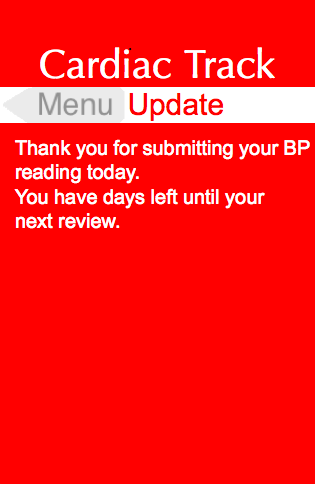 Cardiac Track
Menu Update
Thank you for submitting your BP
reading today.
You have days left until your
next review.